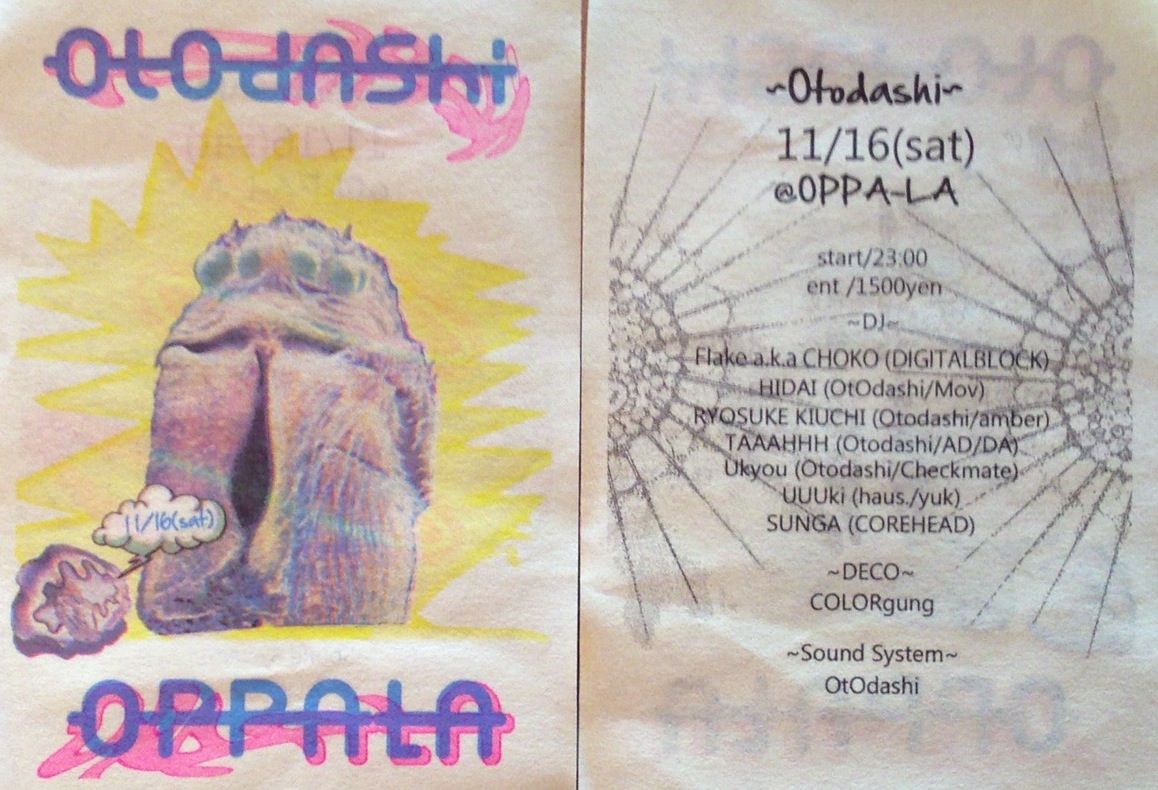 OtOdAShi
11/16(sat)
OPPALA
~Otodashi~
11/16(sat)
@OPPA-LA
start/23:00
ent /1500yen
~DJ~
Flake a.k.a CHOKO (DIGITALBLOCK)
HIDAI (OtOdashi/Mov)
RYOSUKE KIUCHI (Otodashi/amber)
TAAAHHH (Otodashi/AD/DA)
Ukyou (Otodashi/Checkmate)
UUUki (haus./yuk)
SUNGA (COREHEAD)
~DECO~
COLORgung
~Sound System~
OtOdashi